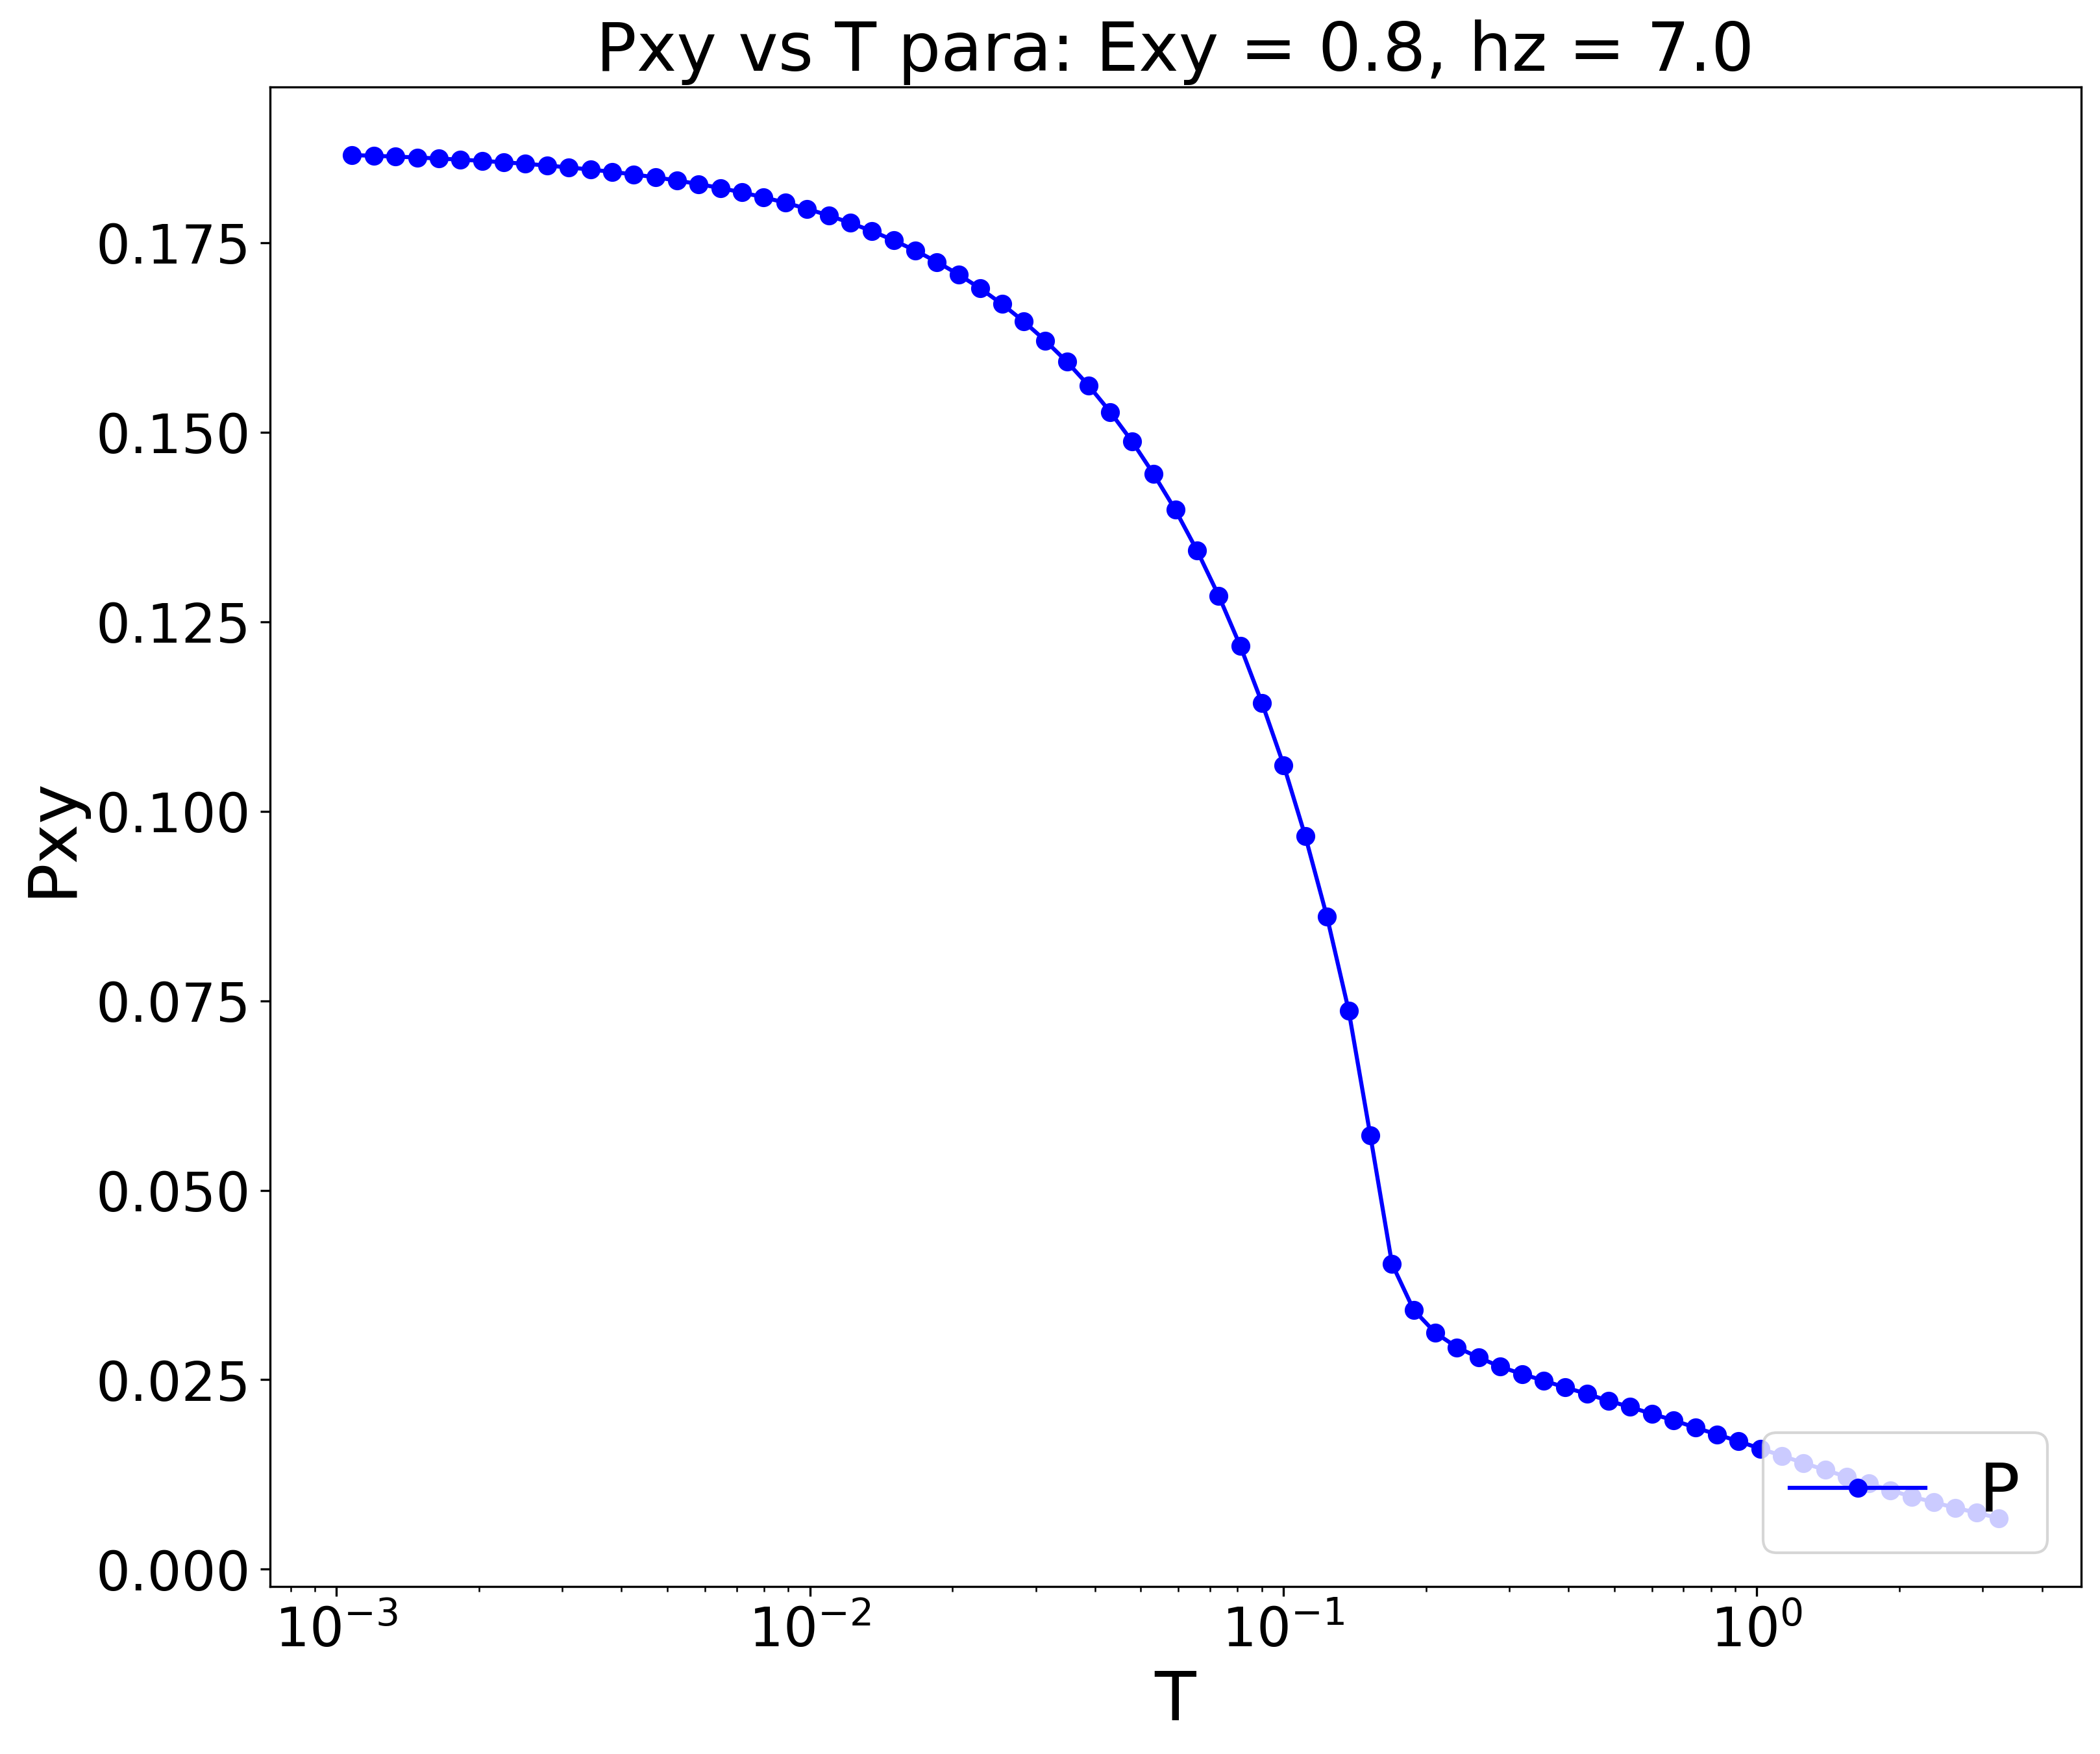 Pxy vs T para: Exy = 0.8, hz = 7.0
Pxy
0.175
0.150
0.125
0.100
0.075
0.050
0.025
0.000
P
10⁻³ 10⁻² 10⁻¹ 10⁰
T